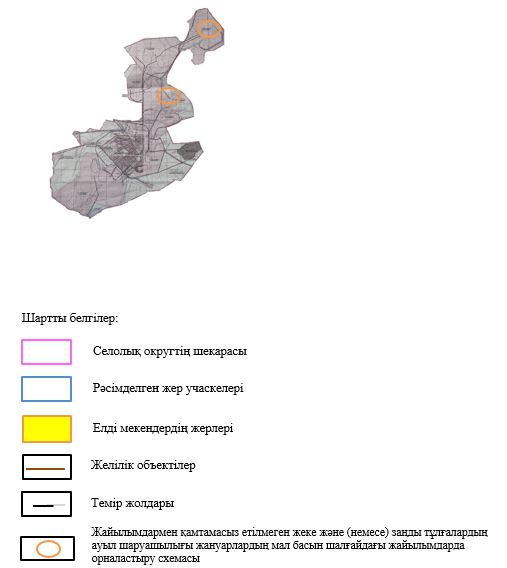 Шартты белгілер:
Селолық округтің шекарасы
Рәсімделген жер учаскелері
Елді мекендердің жерлері
Желілік объектілер
Темір жолдары
Жайылымдармен қамтамасыз етілмеген жеке және (немесе) заңды тұлғалардың
ауыл шаруашылығы жануарлардың мал басын шалғайдағы жайылымдарда
орналастыру схемасы